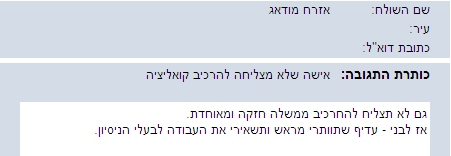 שם השולח: אזרח מודאג
עיר:
כתובת דוא"ל:
כותרת התגובה: אישה שלא מצליחה להרכיב קואליציה
גם לא תצליח להחרכיב ממשלה חזקה ומאוחדת.
אז לבני - עדיף שתוותרי מראש ותשאירי את העבודה לבעלי הניסיון.